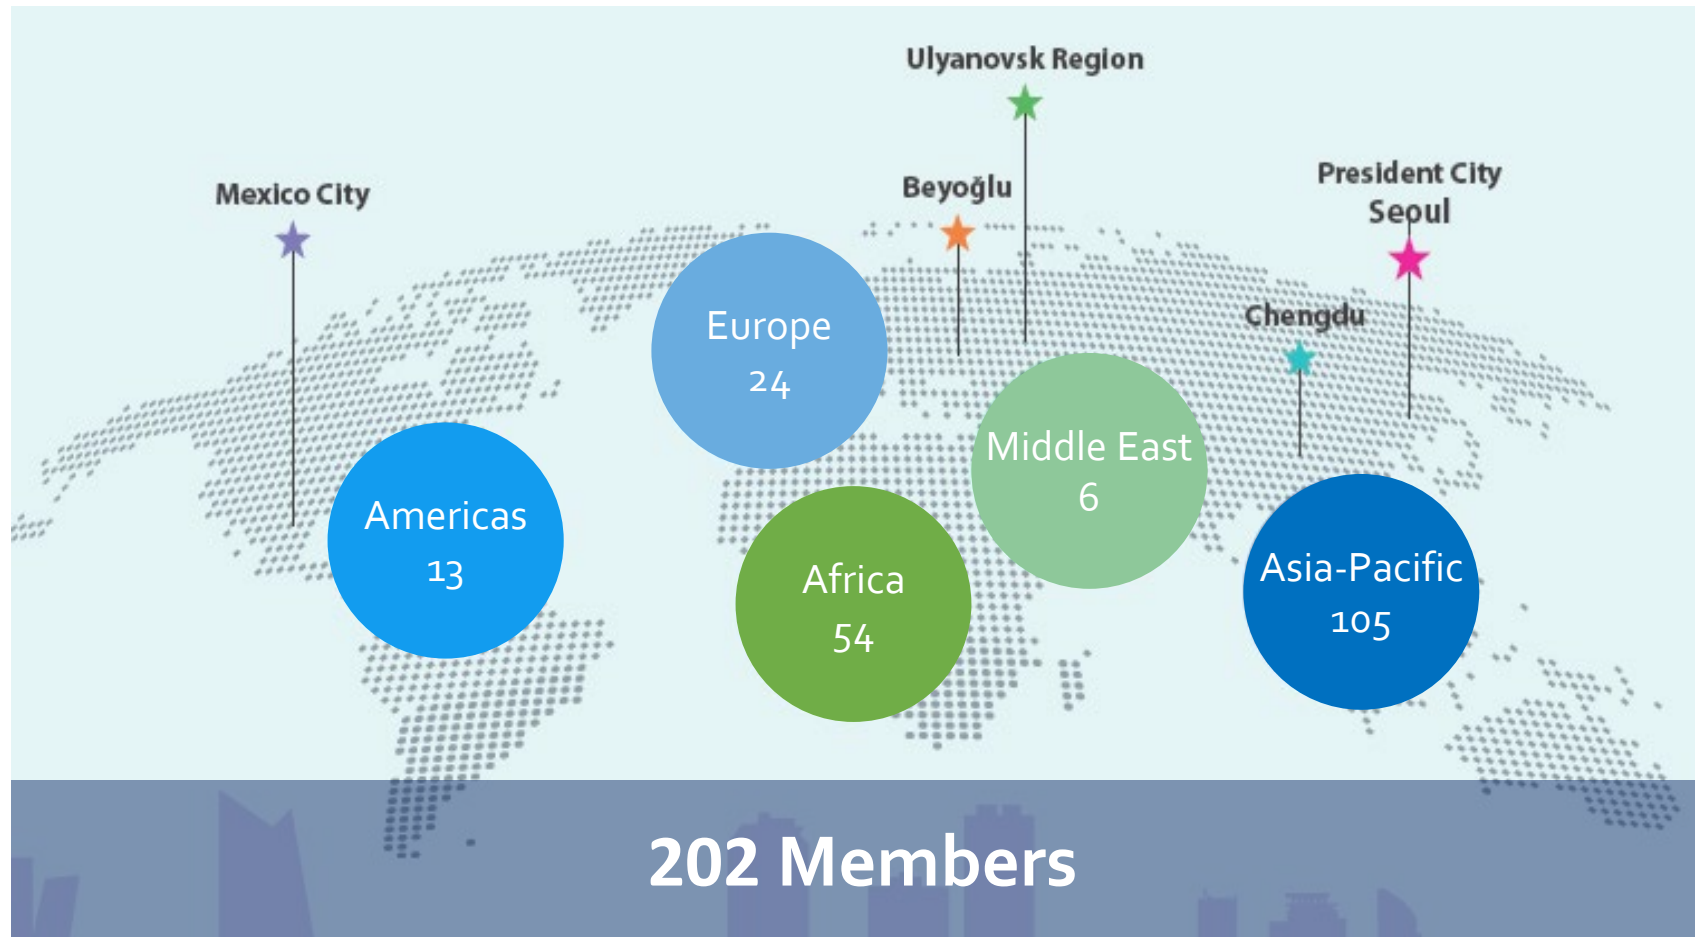 Ulyanovsk Region
Beyoğlu
President City
Seoul
Mexico City
Chengdu
Europe
24
Middle East
6
Americas
13
Africa
54
Asia-Pacific
105
202 Members